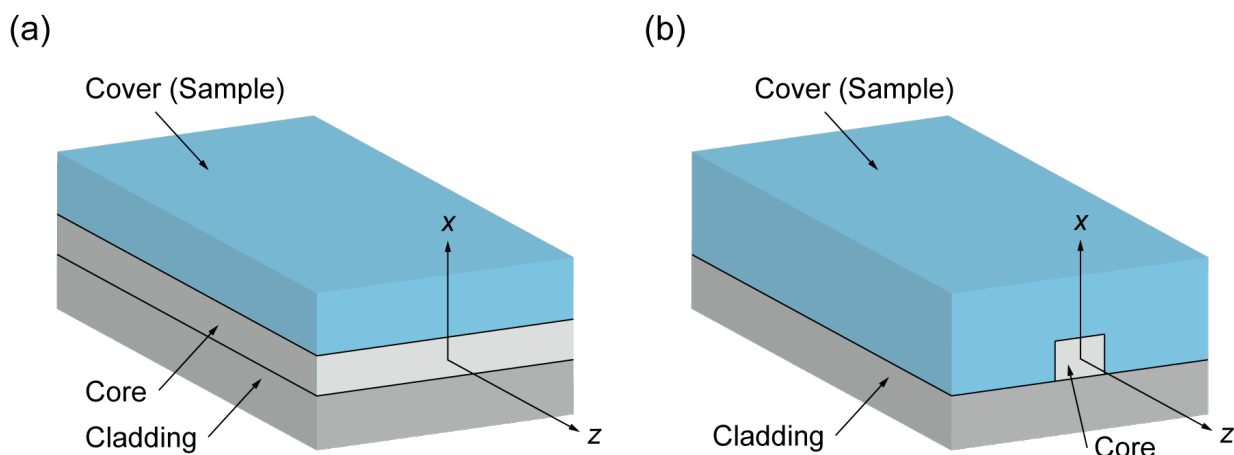 (a)
Cover (Sample)
x
Core
Cladding
z
(b)
Cover (Sample)
x
Cladding
Core
z